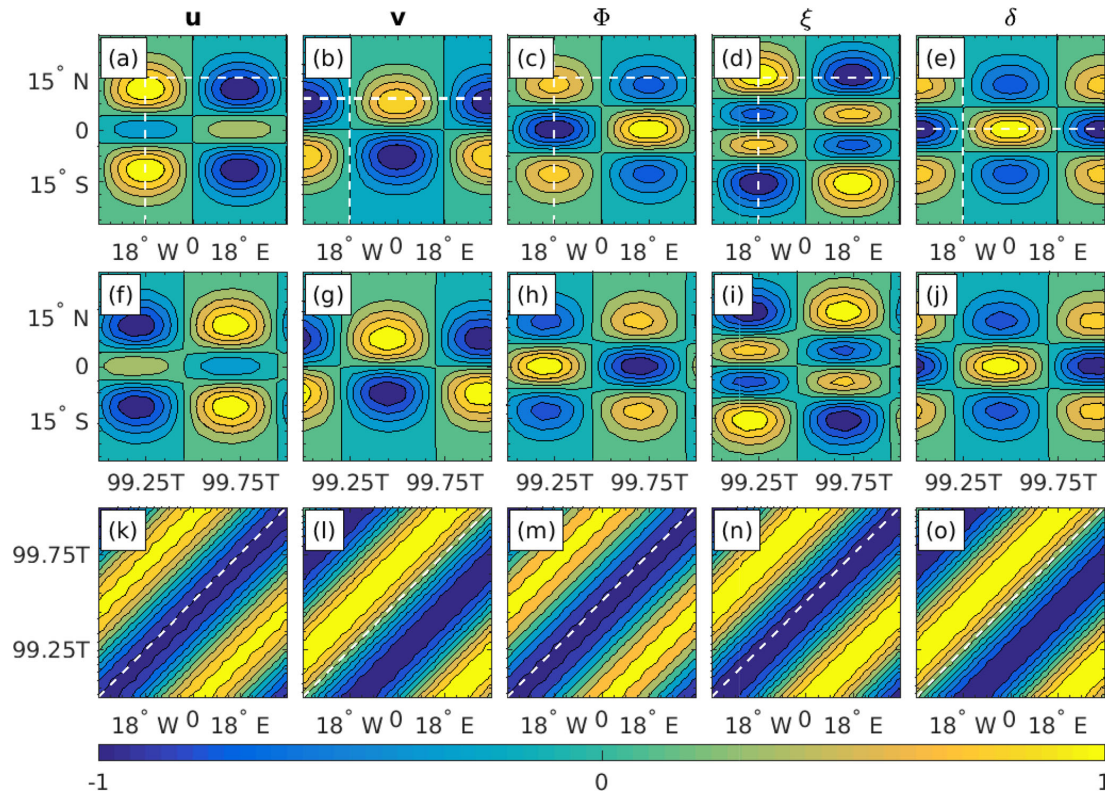 u v Φ ξ δ
(a) (b) (c) (d) (e)
15° N
0
15° S
18° W 0 18° E 18° W 0 18° E 18° W 0 18° E 18° W 0 18° E 18° W 0 18° E
(f) (g) (h) (i) (j)
15° N
0
15° S
99.25T 99.75T 99.25T 99.75T 99.25T 99.75T 99.25T 99.75T 99.25T 99.75T
(k) (l) (m) (n) (o)
99.75T
99.25T
18° W 0 18° E 18° W 0 18° E 18° W 0 18° E 18° W 0 18° E 18° W 0 18° E
-1 0 1